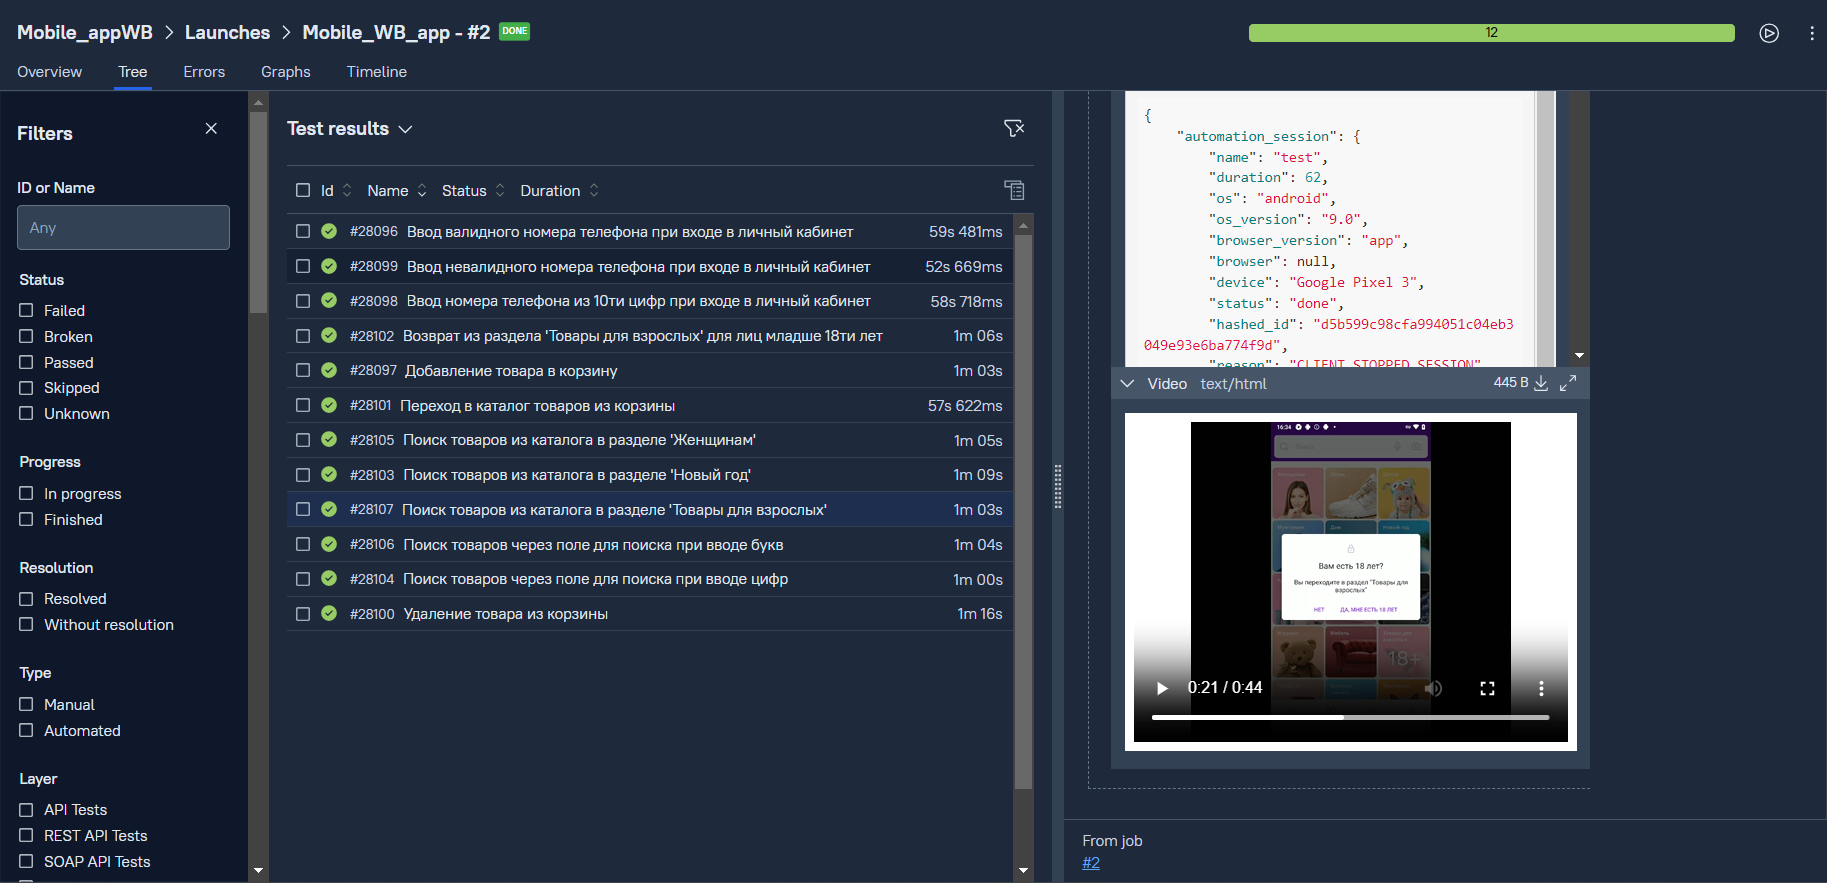 Mobile_appWB > Launches > Mobile_WB_app - #2 DONE
12
Overview Tree Errors Graphs Timeline
Filters
ID or Name
Any
Status
Failed
Broken
Passed
Skipped
Unknown
Progress
In progress
Finished
Resolution
Resolved
Without resolution
Type
Manual
Automated
Layer
API Tests
REST API Tests
SOAP API Tests
Test results
Id Name Status Duration
#28096 Ввод валидного номера телефона при входе в личный кабинет 59s 481ms
#28099 Ввод невалидного номера телефона при входе в личный кабинет 52s 669ms
#28098 Ввод номера телефона из 10ти цифр при входе в личный кабинет 58s 718ms
#28102 Возврат из раздела 'Товары для взрослых' для лиц младше 18ти лет 1m 06s
#28097 Добавление товара в корзину 1m 03s
#28101 Переход в каталог товаров из корзины 57s 622ms
#28105 Поиск товаров из каталога в разделе 'Женщинам' 1m 05s
#28103 Поиск товаров из каталога в разделе 'Новый год' 1m 09s
#28107 Поиск товаров из каталога в разделе 'Товары для взрослых' 1m 03s
#28106 Поиск товаров через поле для поиска при вводе букв 1m 04s
#28104 Поиск товаров через поле для поиска при вводе цифр 1m 00s
#28100 Удаление товара из корзины 1m 16s
{
"automation_session": {
"name": "test",
"duration": 62,
"os": "android",
"os_version": "9.0",
"browser_version": "app",
"browser": null,
"device": "Google Pixel 3",
"status": "done",
"hashed_id": "d5b599c98cfa994051c04eb3
049e93e6ba774f9d",
"reason": "CLIENT_STOPPED_SESSION"
Video text/html 445 B
16:34
Новый год
Вам есть 18 лет?
Вы переходите в раздел "Товары для
взрослых"
НЕТ ДА, МНЕ ЕСТЬ 18 ЛЕТ
Мебель
18+
0:21 / 0:44
From job
#2